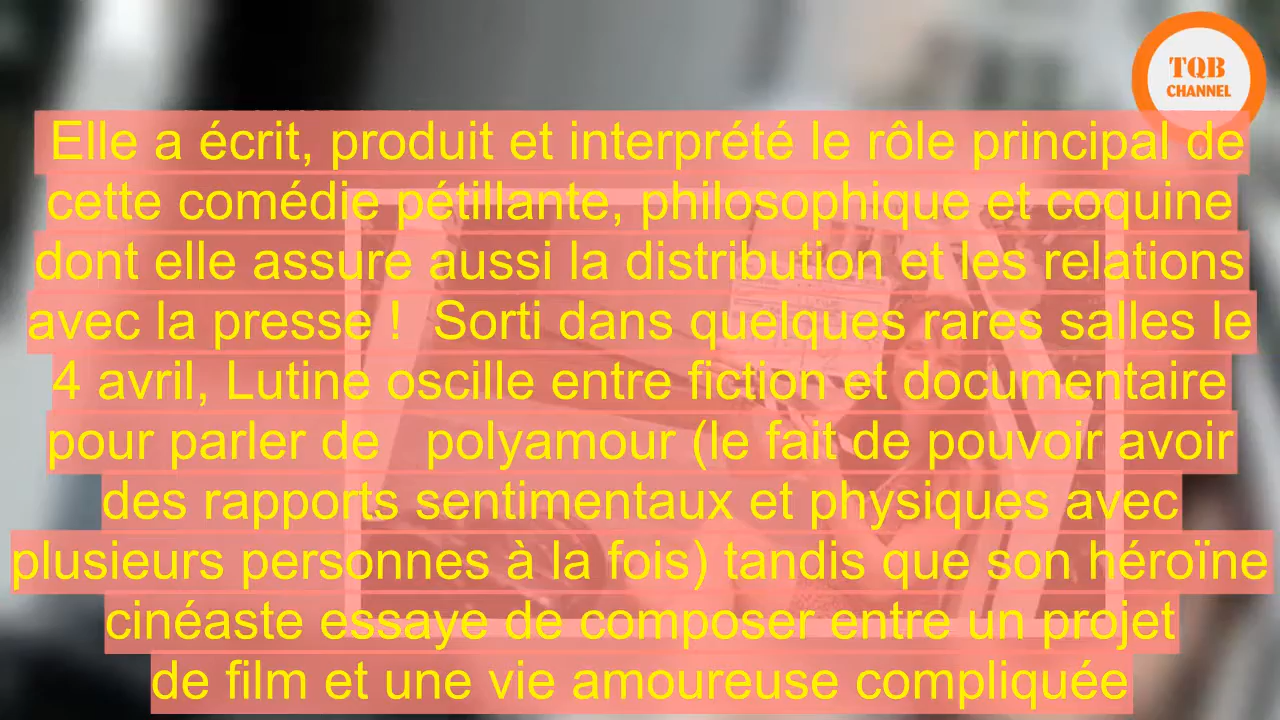 TQB
CHANNEL
Elle a écrit, produit et interprété le rôle principal de
cette comédie pétillante, philosophique et coquine
dont elle assure aussi la distribution et les relations
avec la presse !  Sorti dans quelques rares salles le
4 avril, Lutine oscille entre fiction et documentaire
pour parler de   polyamour (le fait de pouvoir avoir
des rapports sentimentaux et physiques avec
plusieurs personnes à la fois) tandis que son héroïne
cinéaste essaye de composer entre un projet
de film et une vie amoureuse compliquée